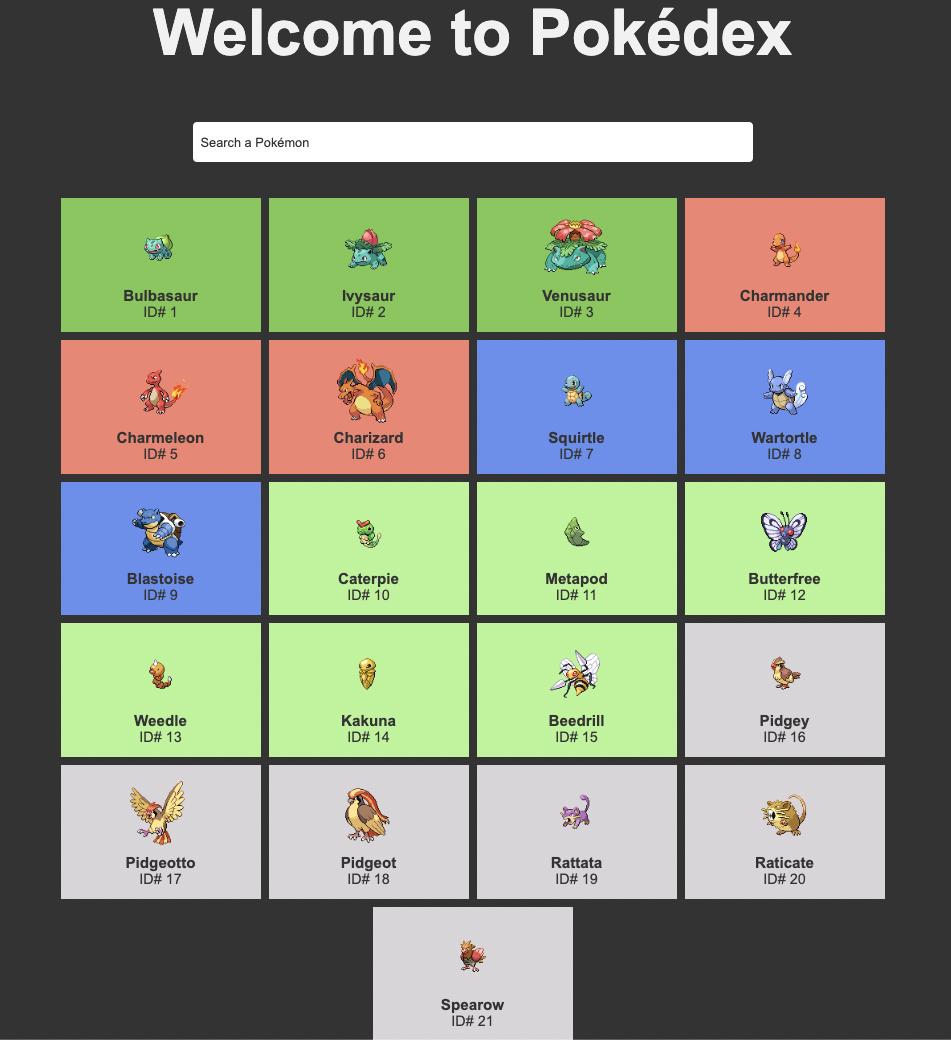 Welcome to Pokédex
Search a Pokémon
Bulbasaur
ID# 1
Ivysaur
ID# 2
Venusaur
ID# 3
Charmander
ID# 4
Charmeleon
ID# 5
Charizard
ID# 6
Squirtle
ID# 7
Wartortle
ID# 8
Blastoise
ID# 9
Caterpie
ID# 10
Metapod
ID# 11
Butterfree
ID# 12
Weedle
ID# 13
Kakuna
ID# 14
Beedrill
ID# 15
Pidgey
ID# 16
Pidgeotto
ID# 17
Pidgeot
ID# 18
Rattata
ID# 19
Raticate
ID# 20
Spearow
ID# 21